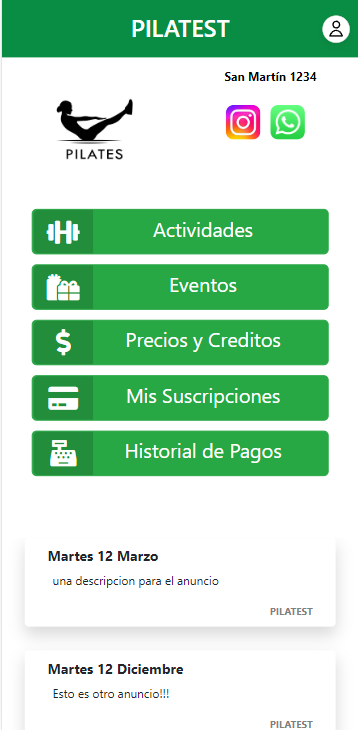 PILATEST
San Martín 1234
PILATES
Actividades
Eventos
Precios y Creditos
Mis Suscripciones
Historial de Pagos
Martes 12 Marzo
una descripcion para el anuncio
PILATEST
Martes 12 Diciembre
Esto es otro anuncio!!!
PILATEST